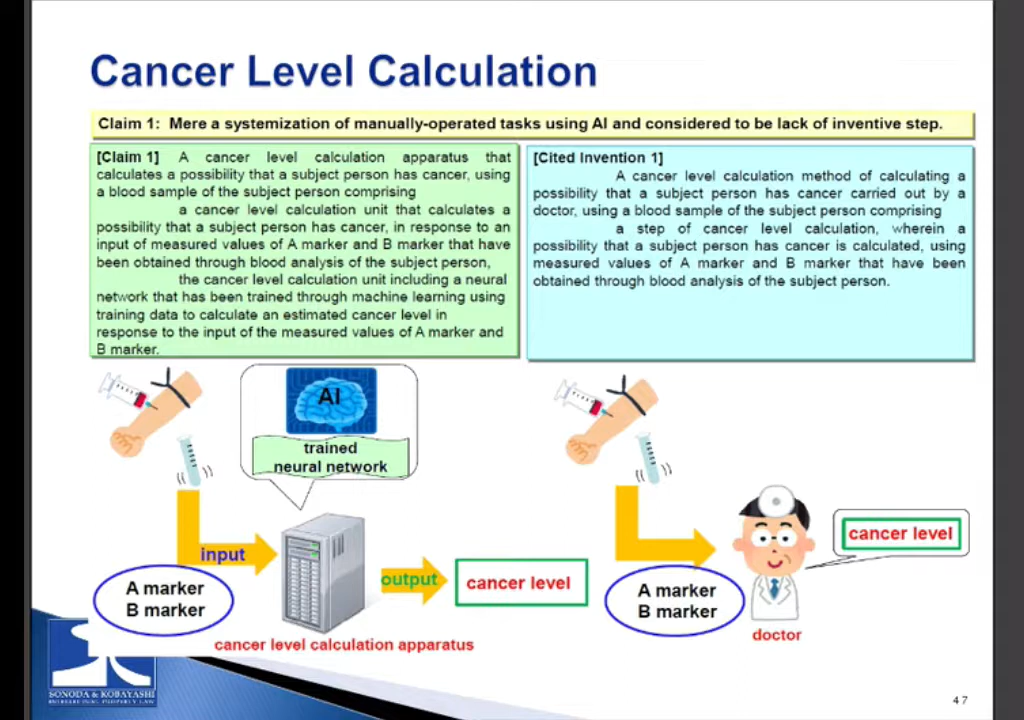 Cancer Level Calculation
Claim 1: Mere a systemization of manually-operated tasks using AI and considered to be lack of inventive step.
[Claim 1] A cancer level calculation apparatus that
calculates a possibility that a subject person has cancer, using
a blood sample of the subject person comprising
a cancer level calculation unit that calculates a
possibility that a subject person has cancer, in response to an
input of measured values of A marker and B marker that have
been obtained through blood analysis of the subject person,
the cancer level calculation unit including a neural
network that has been trained through machine learning using
training data to calculate an estimated cancer level in
response to the input of the measured values of A marker and
B marker.
[Cited Invention 1]
A cancer level calculation method of calculating a
possibility that a subject person has cancer carried out by a
doctor, using a blood sample of the subject person comprising
a step of cancer level calculation, wherein a
possibility that a subject person has cancer is calculated, using
measured values of A marker and B marker that have been
obtained through blood analysis of the subject person.
AI
trained
neural network
input
A marker
B marker
output
cancer level
cancer level calculation apparatus
A marker
B marker
cancer level
doctor
SONODA & KOBAYASHI
INTELLECTUAL PROPERTY LAW
47